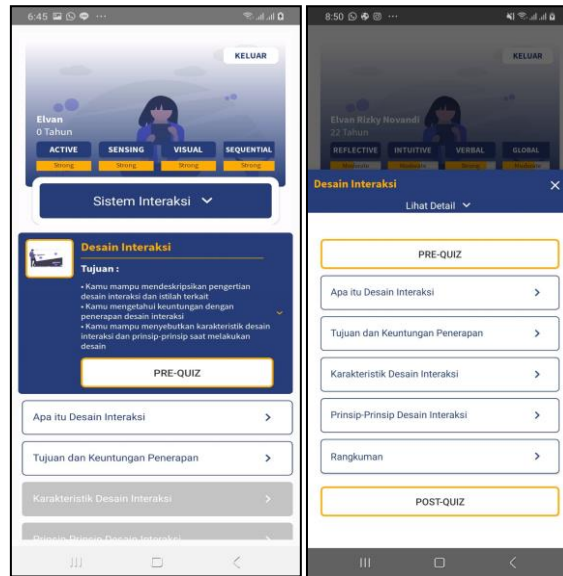 6:45
KELUAR
Elvan
0 Tahun
ACTIVE SENSING VISUAL SEQUENTIAL
Strong Strong Strong Strong
Sistem Interaksi
Desain Interaksi
Tujuan :
• Kamu mampu mendeskripsikan pengertian
desain interaksi dan istilah terkait
• Kamu mengetahui keuntungan dengan
penerapan desain interaksi
• Kamu mampu menyebutkan karakteristik desain
interaksi dan prinsip-prinsip saat melakukan
desain
PRE-QUIZ
Apa itu Desain Interaksi
Tujuan dan Keuntungan Penerapan
Karakteristik Desain Interaksi
Prinsip-Prinsip Desain Interaksi
8:50
KELUAR
Elvan Rizky Novandi
22 Tahun
REFLECTIVE INTUITIVE VERBAL GLOBAL
Desain Interaksi
Lihat Detail
PRE-QUIZ
Apa itu Desain Interaksi
Tujuan dan Keuntungan Penerapan
Karakteristik Desain Interaksi
Prinsip-Prinsip Desain Interaksi
Rangkuman
POST-QUIZ